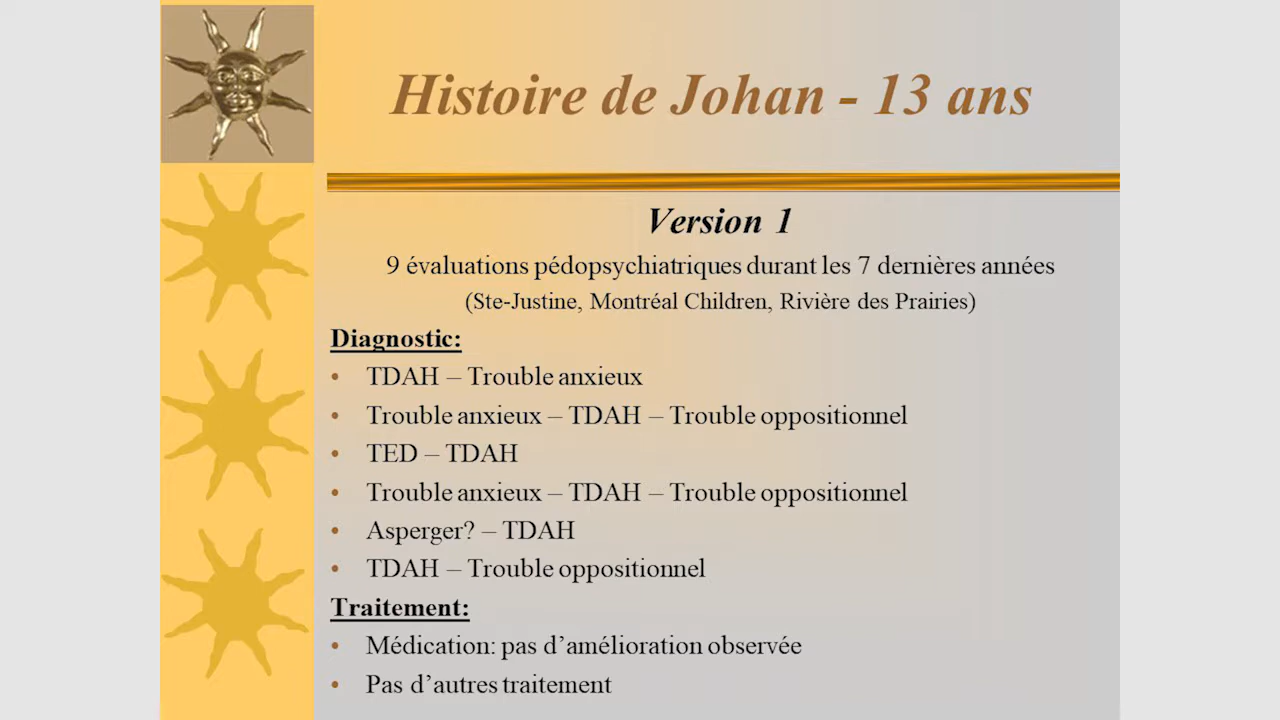 Histoire de Johan - 13 ans
Version 1
9 évaluations pédopsychiatriques durant les 7 dernières années
(Ste-Justine, Montréal Children, Rivière des Prairies)
Diagnostic:
• TDAH – Trouble anxieux
• Trouble anxieux – TDAH – Trouble oppositionnel
• TED – TDAH
• Trouble anxieux – TDAH – Trouble oppositionnel
• Asperger? – TDAH
• TDAH – Trouble oppositionnel
Traitement:
• Médication: pas d’amélioration observée
• Pas d’autres traitement